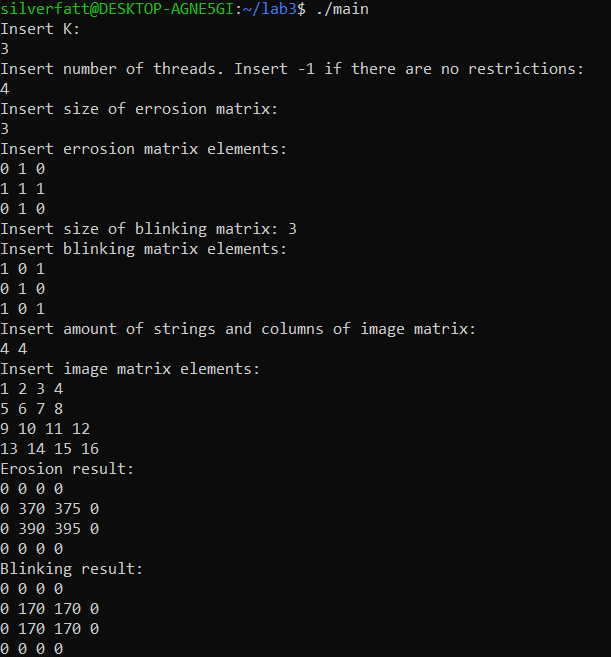 silverfatt@DESKTOP-AGNE5GI:~/lab3$ ./main
Insert K:
3
Insert number of threads. Insert -1 if there are no restrictions:
4
Insert size of errosion matrix:
3
Insert errosion matrix elements:
0 1 0
1 1 1
0 1 0
Insert size of blinking matrix: 3
Insert blinking matrix elements:
1 0 1
0 1 0
1 0 1
Insert amount of strings and columns of image matrix:
4 4
Insert image matrix elements:
1 2 3 4
5 6 7 8
9 10 11 12
13 14 15 16
Erosion result:
0 0 0 0
0 370 375 0
0 390 395 0
0 0 0 0
Blinking result:
0 0 0 0
0 170 170 0
0 170 170 0
0 0 0 0